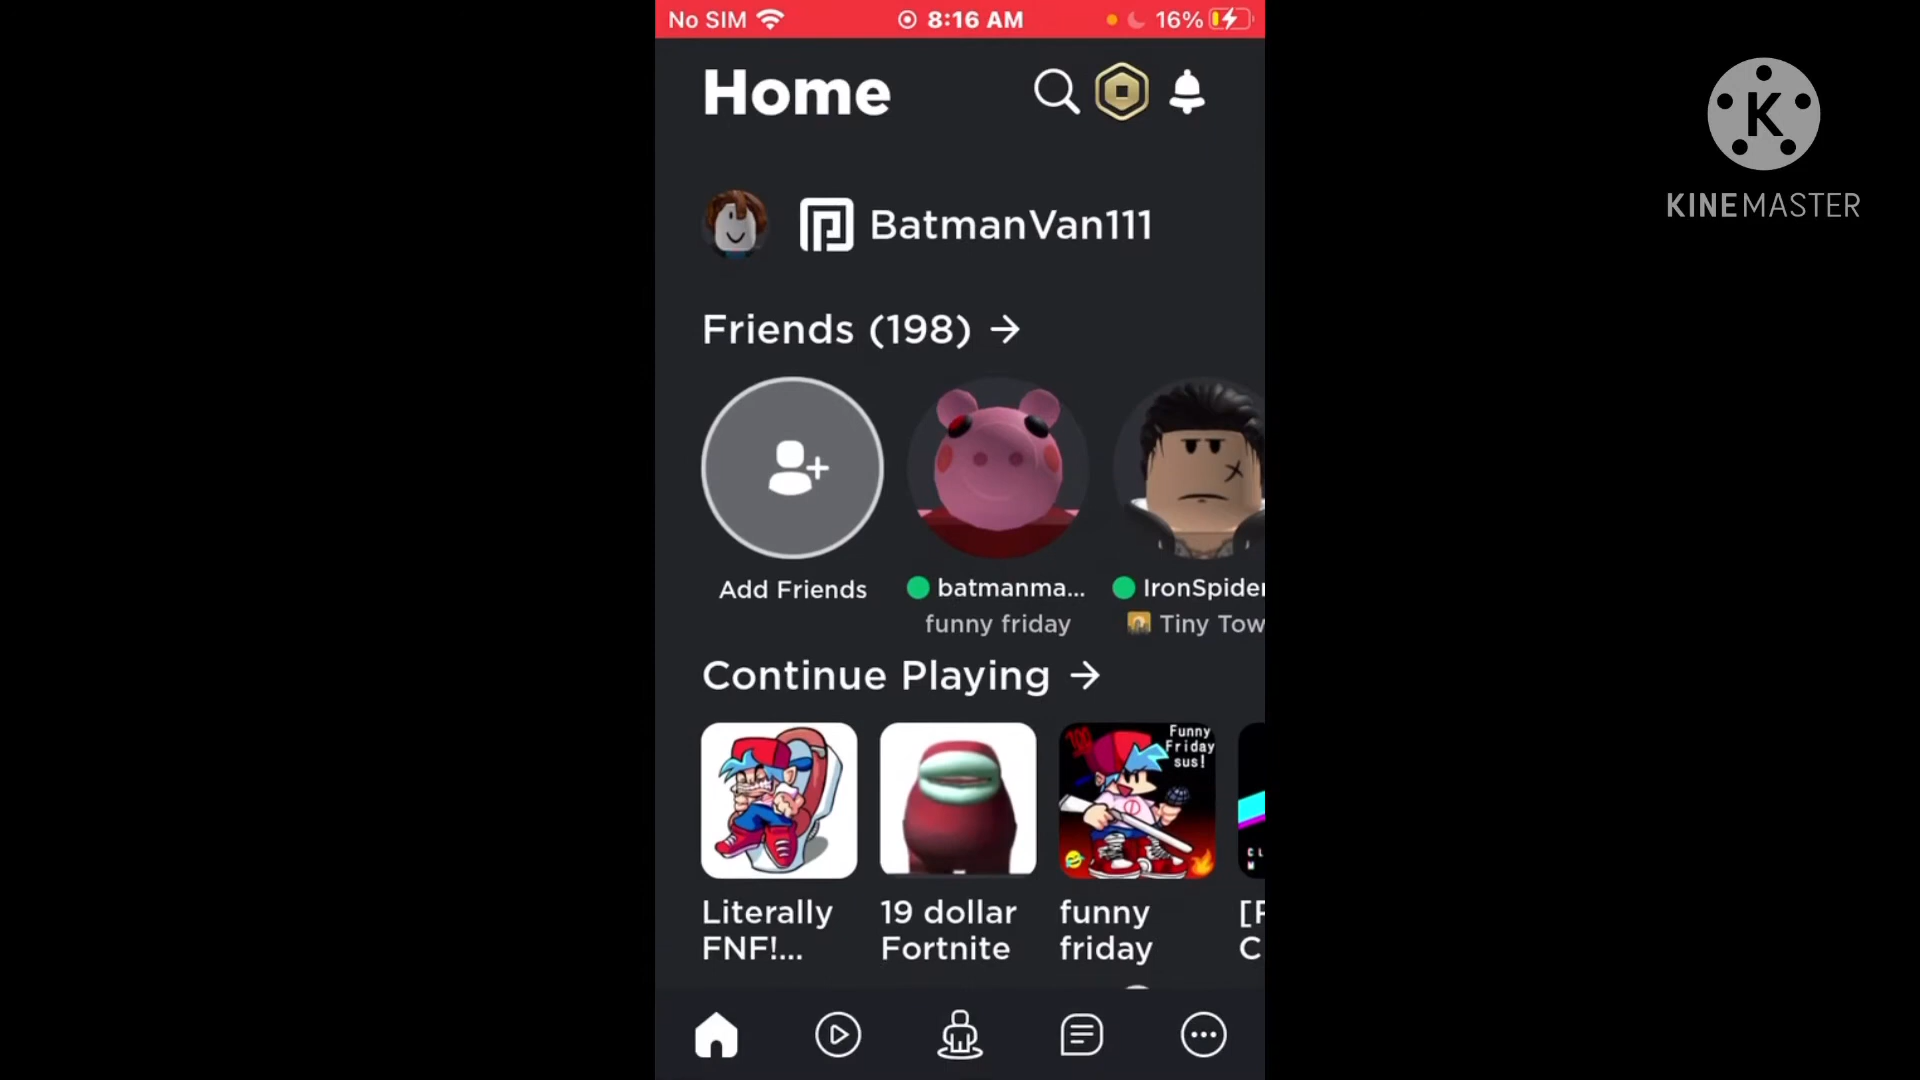 No SIM 8:16 AM 16%
Home
BatmanVan111
Friends (198)
Add Friends
batmanma...
funny friday
IronSpider
Tiny Tow
Continue Playing
Funny
Friday
sus!
Literally
FNF!...
19 dollar
Fortnite
funny
friday
[F
C
K
KINEMASTER